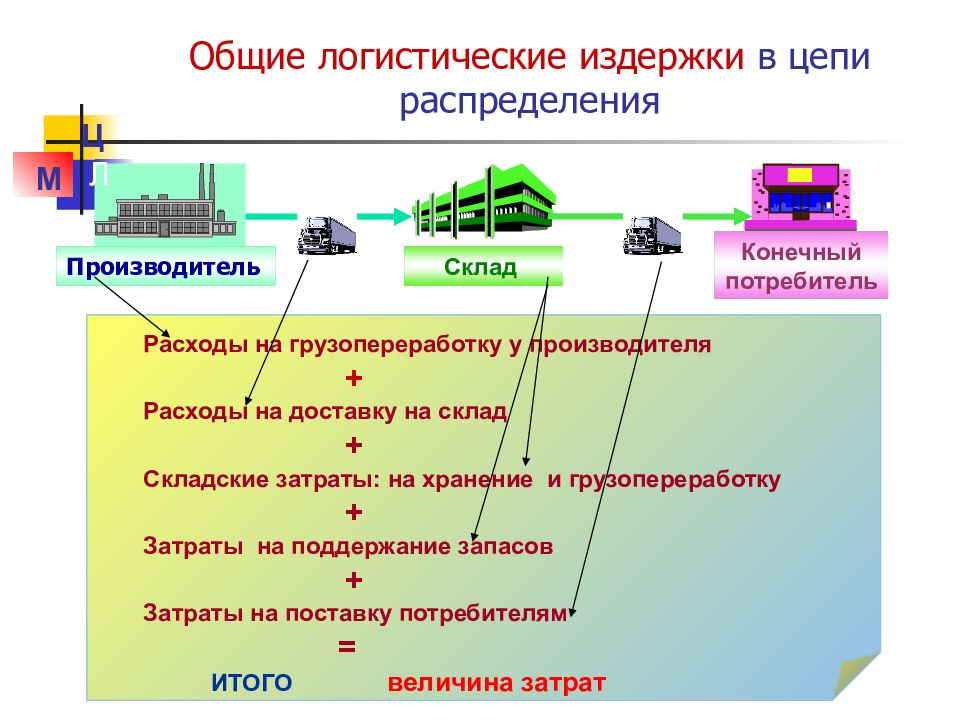 Общие логистические издержки в цепи
распределения
Ц
М Л
Производитель
Склад
Конечный
потребитель
Расходы на грузопереработку у производителя
+
Расходы на доставку на склад
+
Складские затраты: на хранение и грузопереработку
+
Затраты на поддержание запасов
+
Затраты на поставку потребителям
=
ИТОГО величина затрат